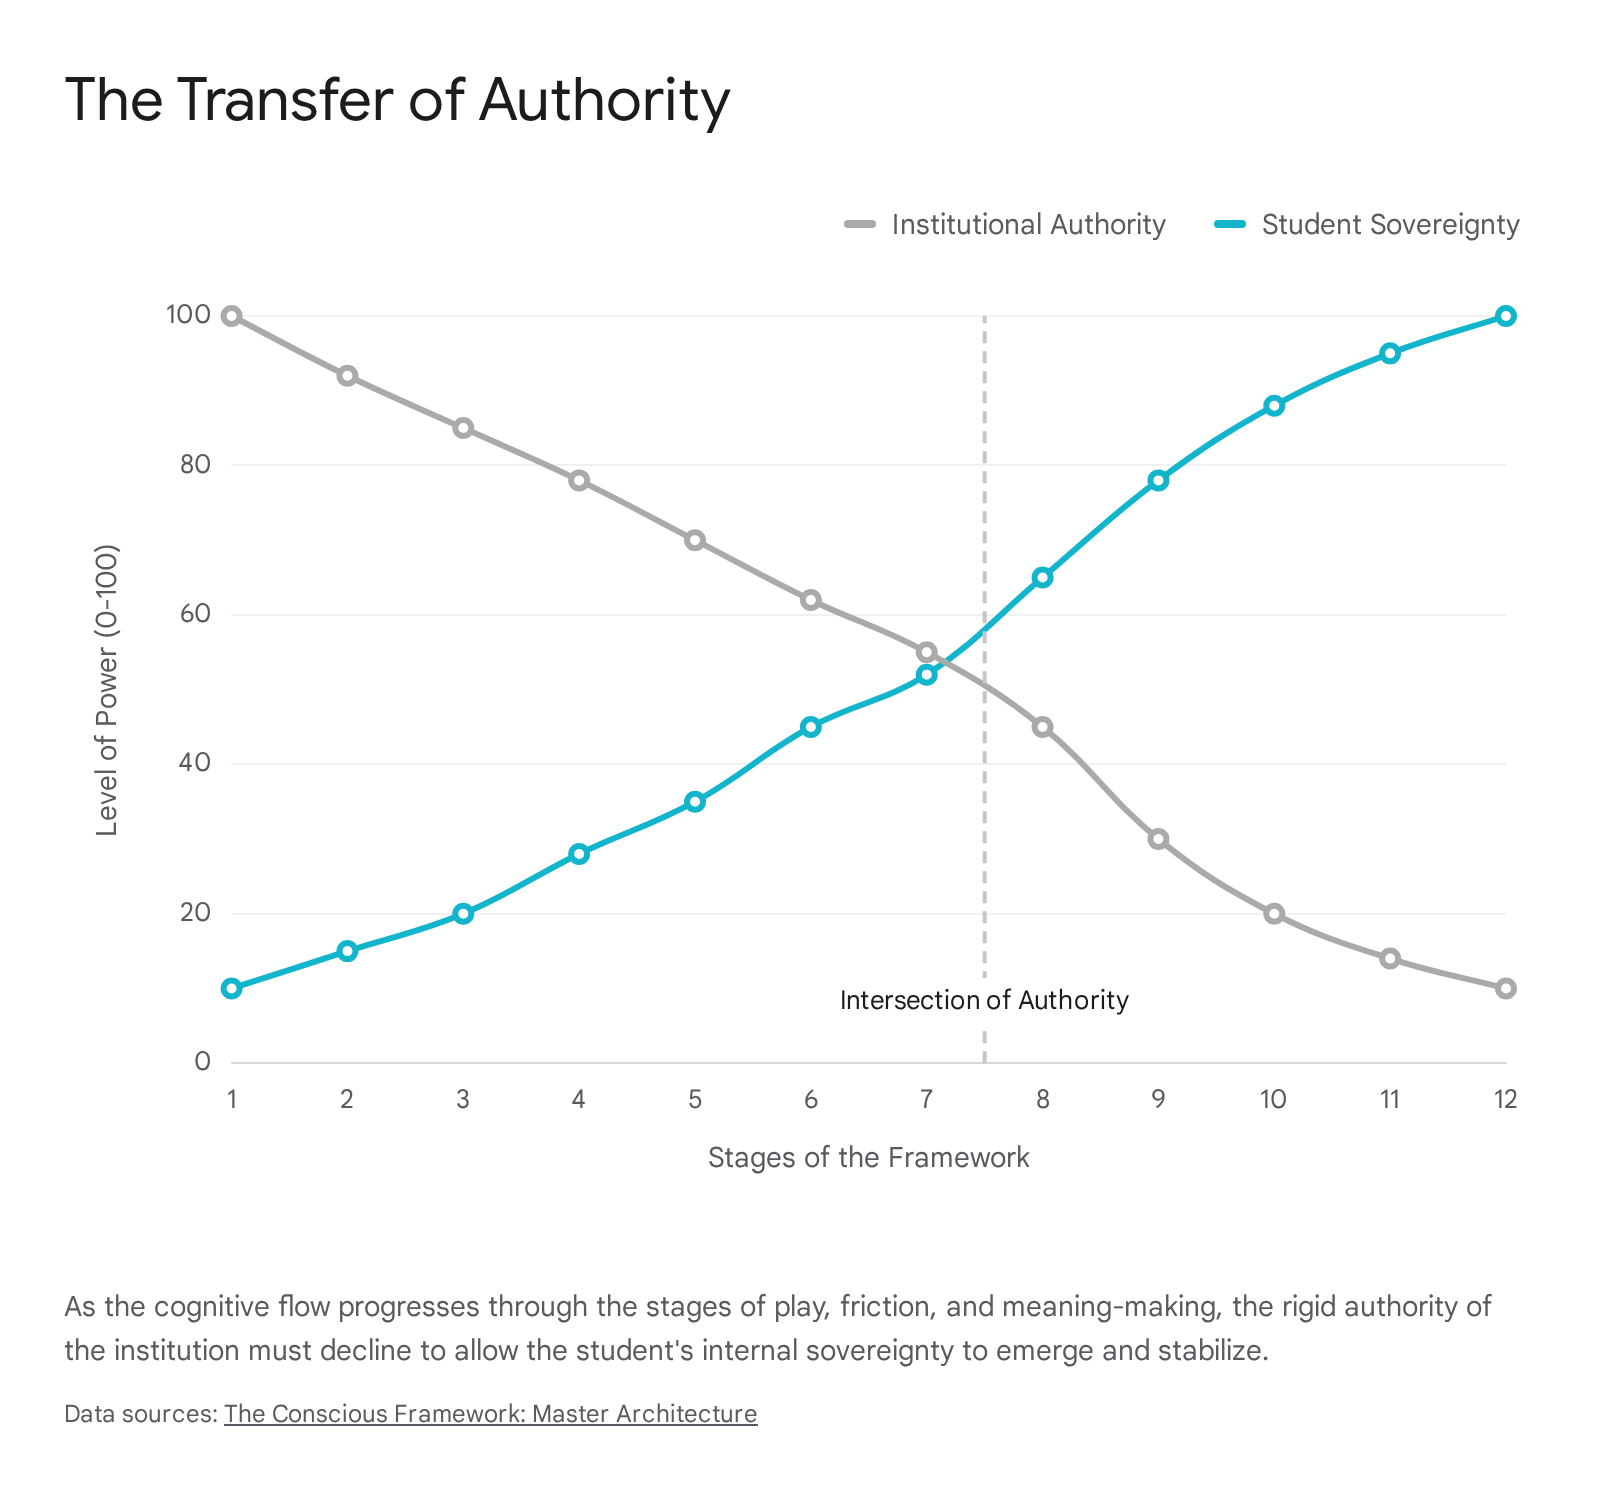 The Transfer of Authority
Institutional Authority
Student Sovereignty
100
80
60
40
20
0
Level of Power (0-100)
Intersection of Authority
1 2 3 4 5 6 7 8 9 10 11 12
Stages of the Framework
As the cognitive flow progresses through the stages of play, friction, and meaning-making, the rigid authority of
the institution must decline to allow the student's internal sovereignty to emerge and stabilize.
Data sources: The Conscious Framework: Master Architecture